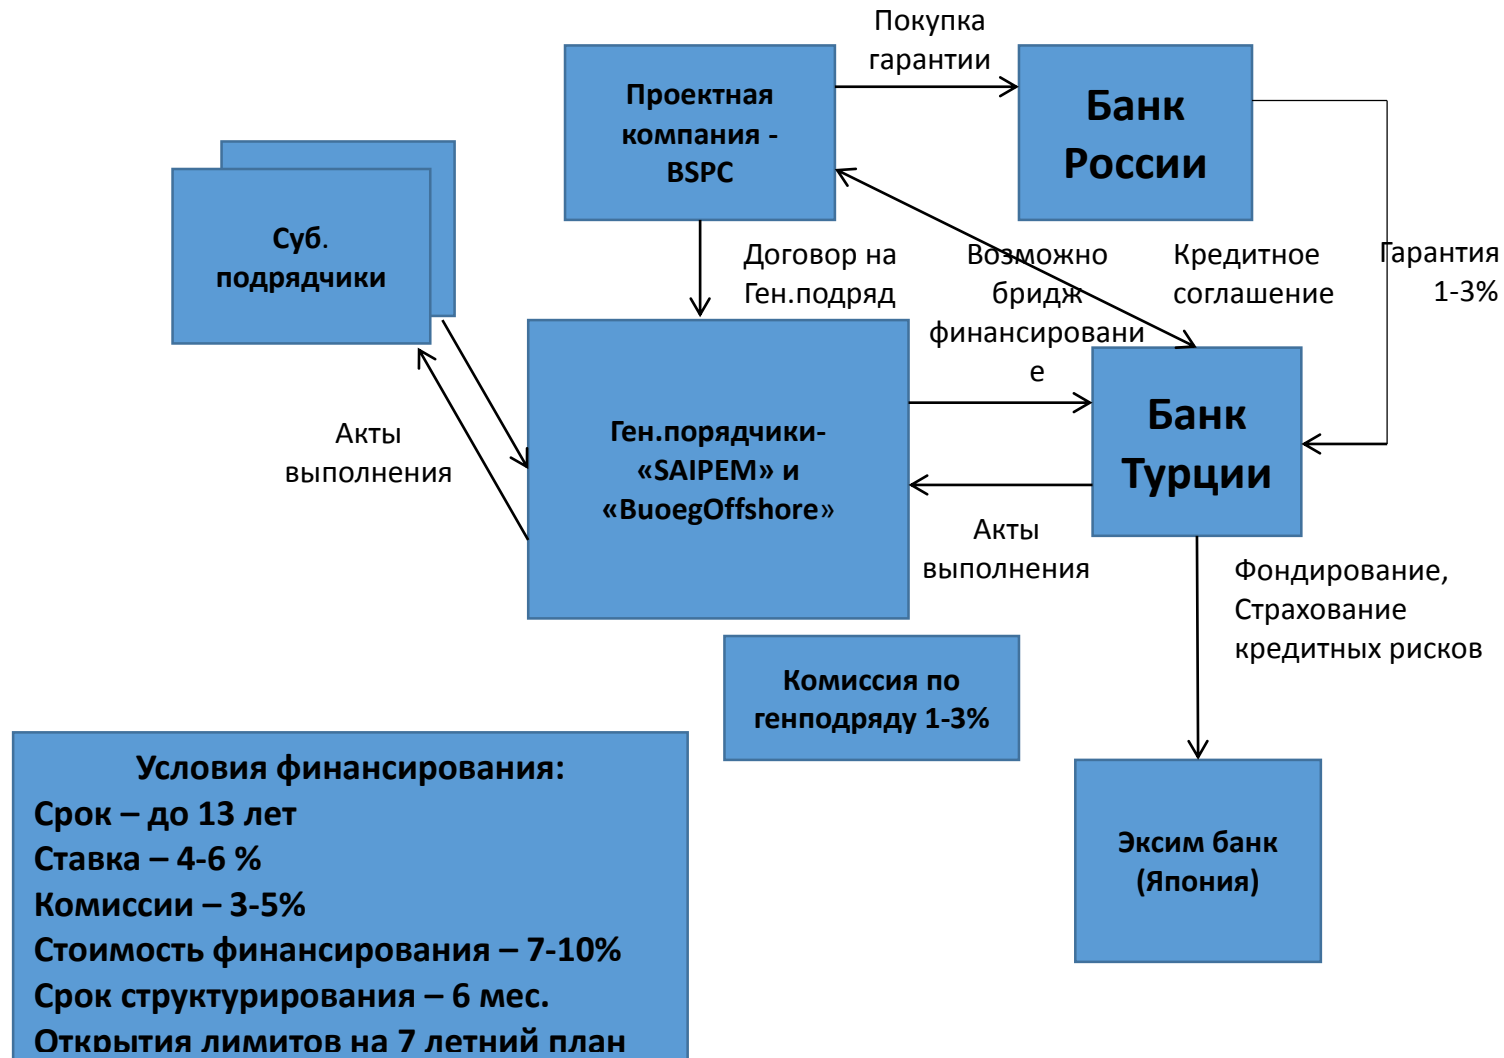 Покупка
гарантии
Проектная
компания -
BSPC
Банк
России
Суб.
подрядчики
Договор на
Ген.подряд
Возможно
бридж
финансировани
е
Кредитное
соглашение
Гарантия
1-3%
Акты
выполнения
Ген.порядчики-
«SAIPEM» и
«BuoegOffshore»
Банк
Турции
Акты
выполнения
Фондирование,
Страхование
кредитных рисков
Комиссия по
генподряду 1-3%
Эксим банк
(Япония)
Условия финансирования:
Срок – до 13 лет
Ставка – 4-6 %
Комиссии – 3-5%
Стоимость финансирования – 7-10%
Срок структурирования – 6 мес.
Открытия лимитов на 7 летний план